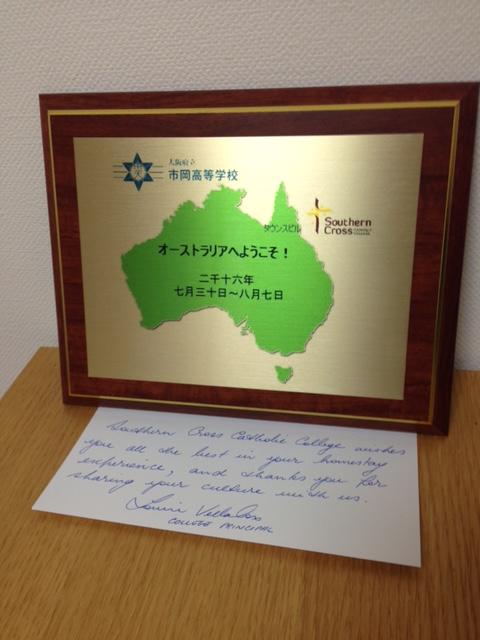 大阪府立
市岡高等学校
タウンスビル
Southern
Cross CATHOLIC
COLLEGE
オーストラリアへようこそ！
二千十六年
七月三十日～八月七日
Southern Cross Catholic College wishes
you all the best in your homestay
experience, and thanks you for
sharing your culture with us.
COLLEGE PRINCIPAL